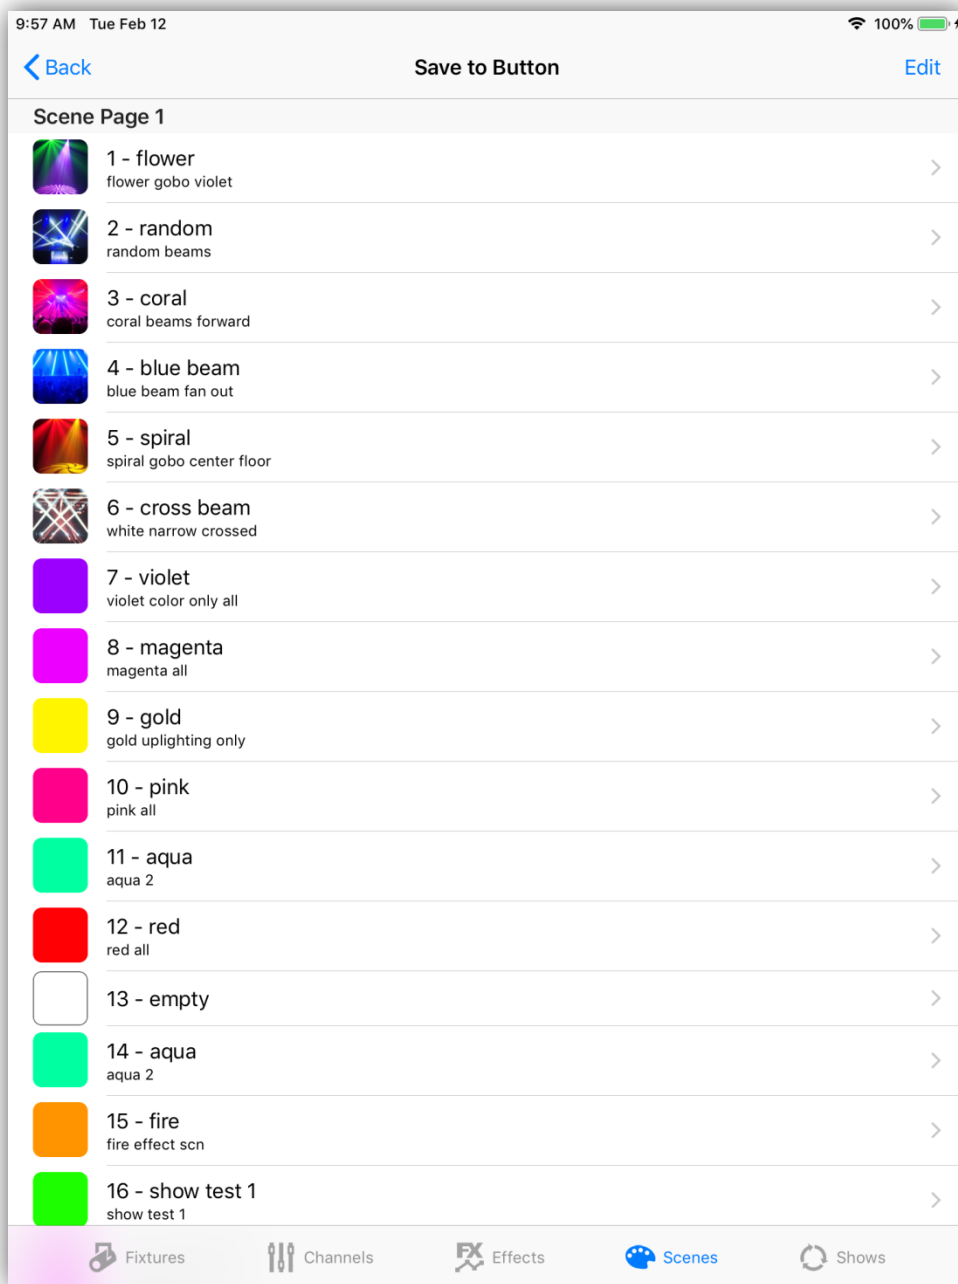 9:57 AM Tue Feb 12 100%
Back Save to Button Edit
Scene Page 1
1 - flower
flower gobo violet
2 - random
random beams
3 - coral
coral beams forward
4 - blue beam
blue beam fan out
5 - spiral
spiral gobo center floor
6 - cross beam
white narrow crossed
7 - violet
violet color only all
8 - magenta
magenta all
9 - gold
gold uplighting only
10 - pink
pink all
11 - aqua
aqua 2
12 - red
red all
13 - empty
14 - aqua
aqua 2
15 - fire
fire effect scn
16 - show test 1
show test 1
Fixtures Channels FX Effects Scenes Shows